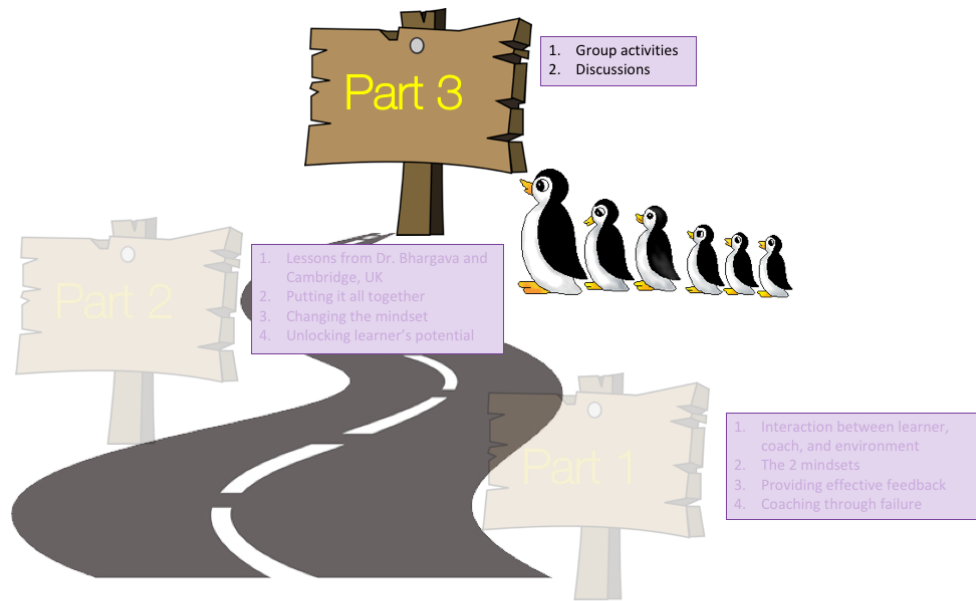 Part 3
1. Group activities
2. Discussions
Part 2
1. Lessons from Dr. Bhargava and
Cambridge, UK
2. Putting it all together
3. Changing the mindset
4. Unlocking learner's potential
Part 1
1. Interaction between learner,
coach, and environment
2. The 2 mindsets
3. Providing effective feedback
4. Coaching through failure